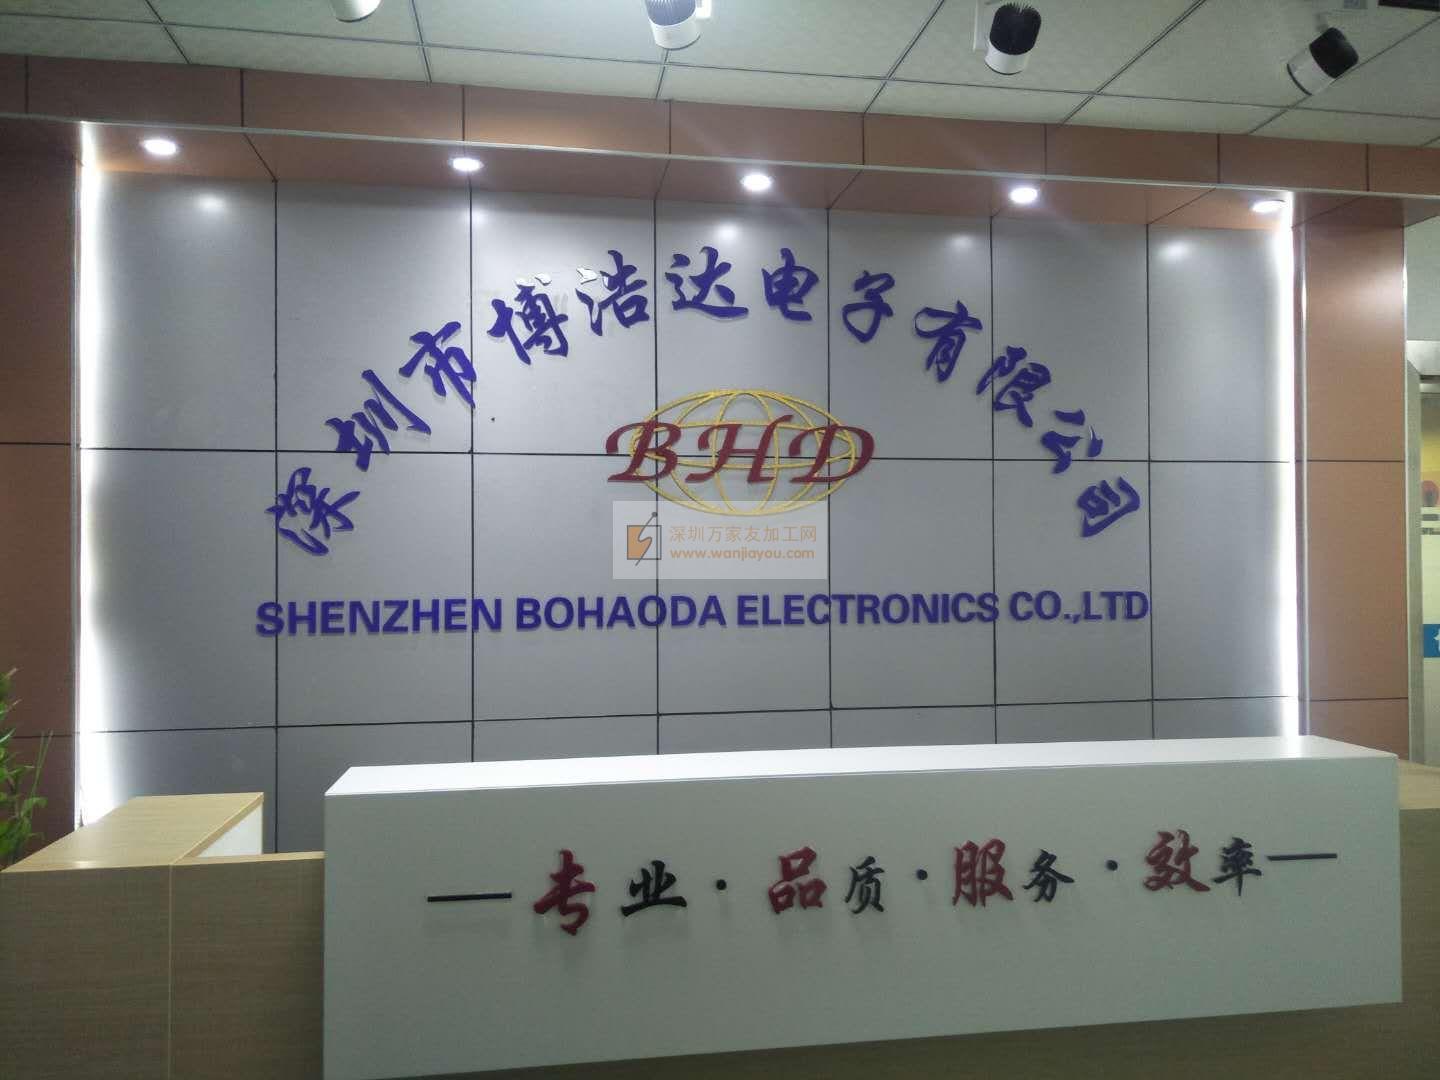 深圳市博浩达电子有限公司
BHD
深圳万家友加工网
www.wanjiayou.com
SHENZHEN BOHAODA ELECTRONICS CO.,LTD
—专业·品质·服务·效率—